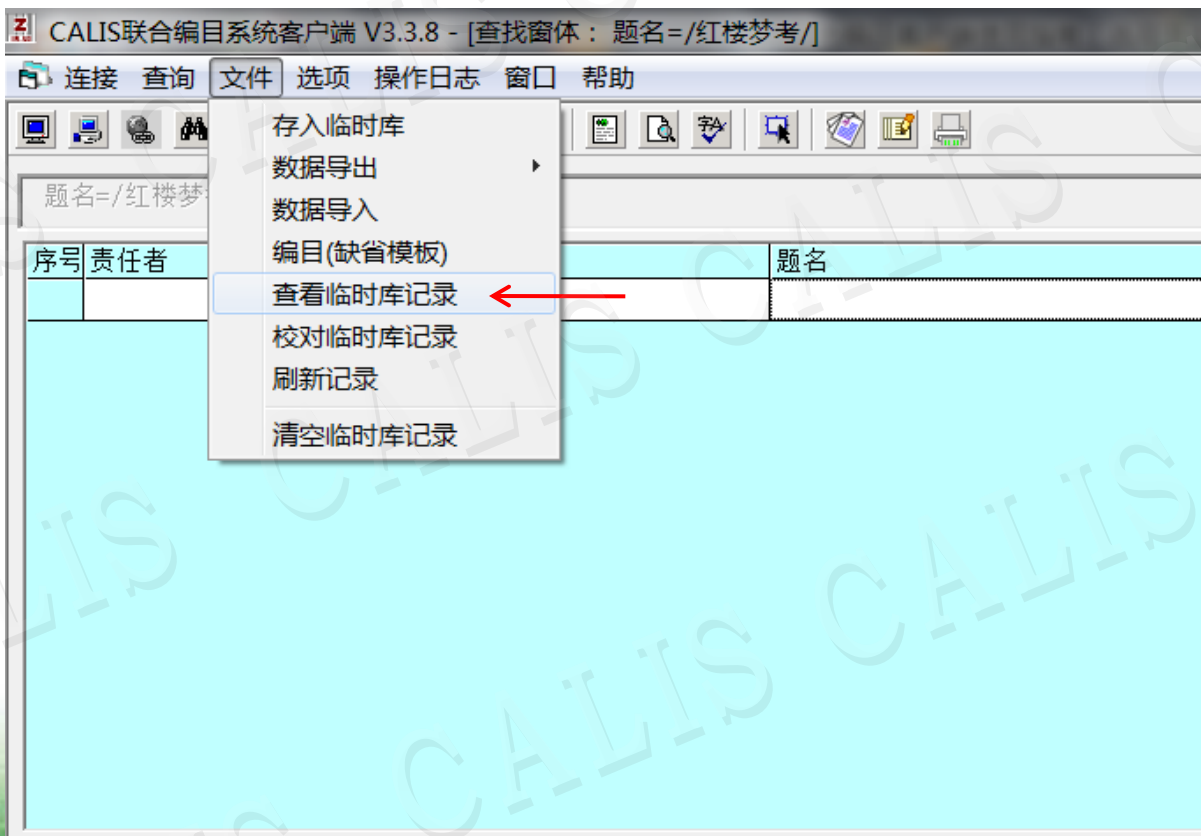 CALIS联合编目系统客户端 V3.3.8 - [查找窗体： 题名=/红楼梦考/]
连接 查询 文件 选项 操作日志 窗口 帮助
存入临时库
数据导出
题名=/红楼梦
数据导入
编目(缺省模板)
序号 责任者 题名
查看临时库记录
校对临时库记录
刷新记录
清空临时库记录
CALIS
CALIS
CALIS
CALIS